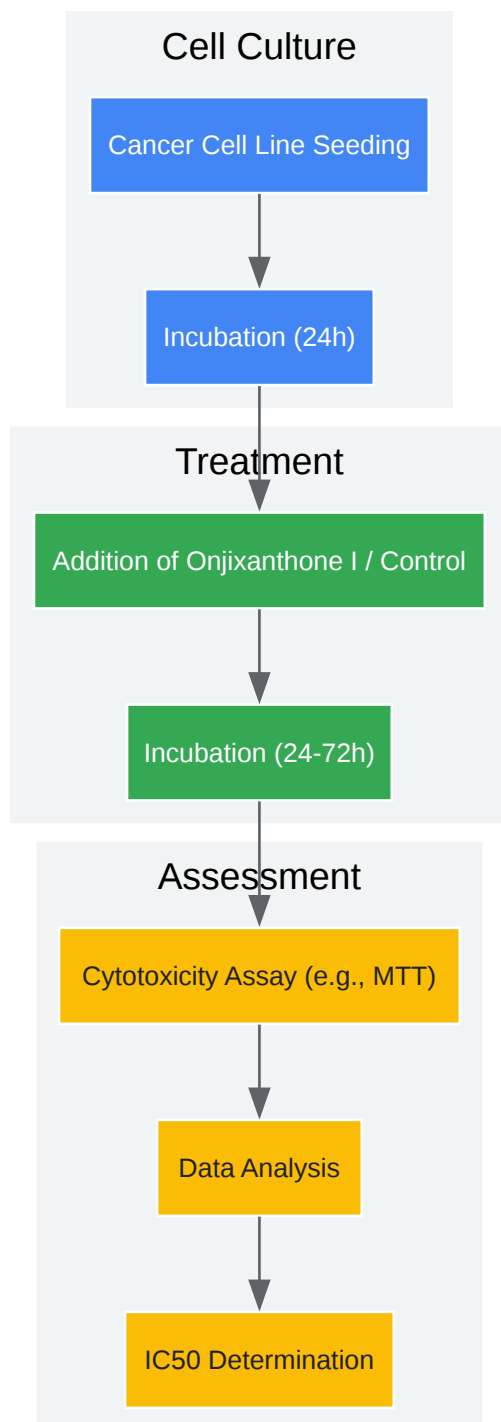 Cell Culture
Cancer Cell Line Seeding
Incubation (24h)
Treatment
Addition of Onjixanthone I / Control
Incubation (24-72h)
Assessment
Cytotoxicity Assay (e.g., MTT)
Data Analysis
IC50 Determination